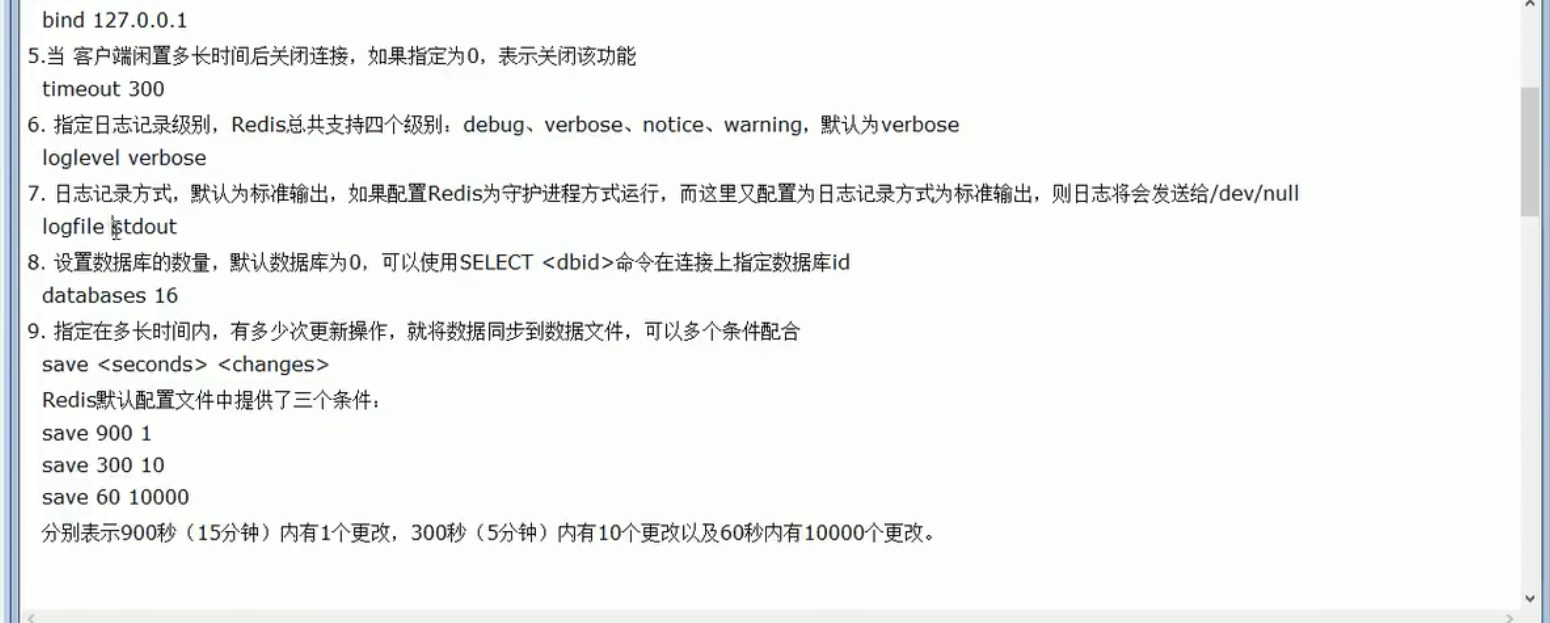 bind 127.0.0.1
5.当 客户端闲置多长时间后关闭连接，如果指定为0，表示关闭该功能
timeout 300
6. 指定日志记录级别，Redis总共支持四个级别：debug、verbose、notice、warning，默认为verbose
loglevel verbose
7. 日志记录方式，默认为标准输出，如果配置Redis为守护进程方式运行，而这里又配置为日志记录方式为标准输出，则日志将会发送给/dev/null
logfile stdout
8. 设置数据库的数量，默认数据库为0，可以使用SELECT <dbid>命令在连接上指定数据库id
databases 16
9. 指定在多长时间内，有多少次更新操作，就将数据同步到数据文件，可以多个条件配合
save <seconds> <changes>
Redis默认配置文件中提供了三个条件：
save 900 1
save 300 10
save 60 10000
分别表示900秒（15分钟）内有1个更改，300秒（5分钟）内有10个更改以及60秒内有10000个更改。